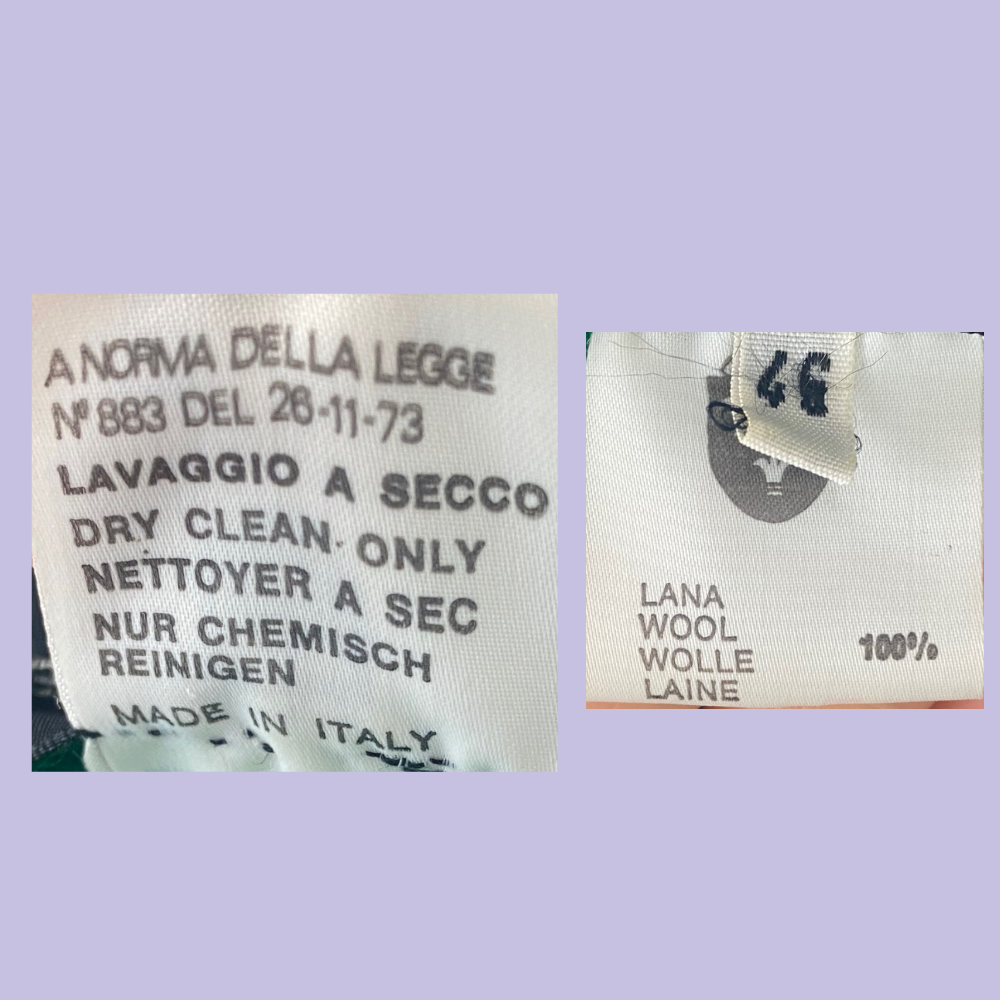 A NORMA DELLA LEGGE
N° 883 DEL 26-11-73
LAVAGGIO A SECCO
DRY CLEAN ONLY
NETTOYER A SEC
NUR CHEMISCH
REINIGEN
MADE IN ITALY
46
LANA
WOOL
WOLLE
LAINE
100%